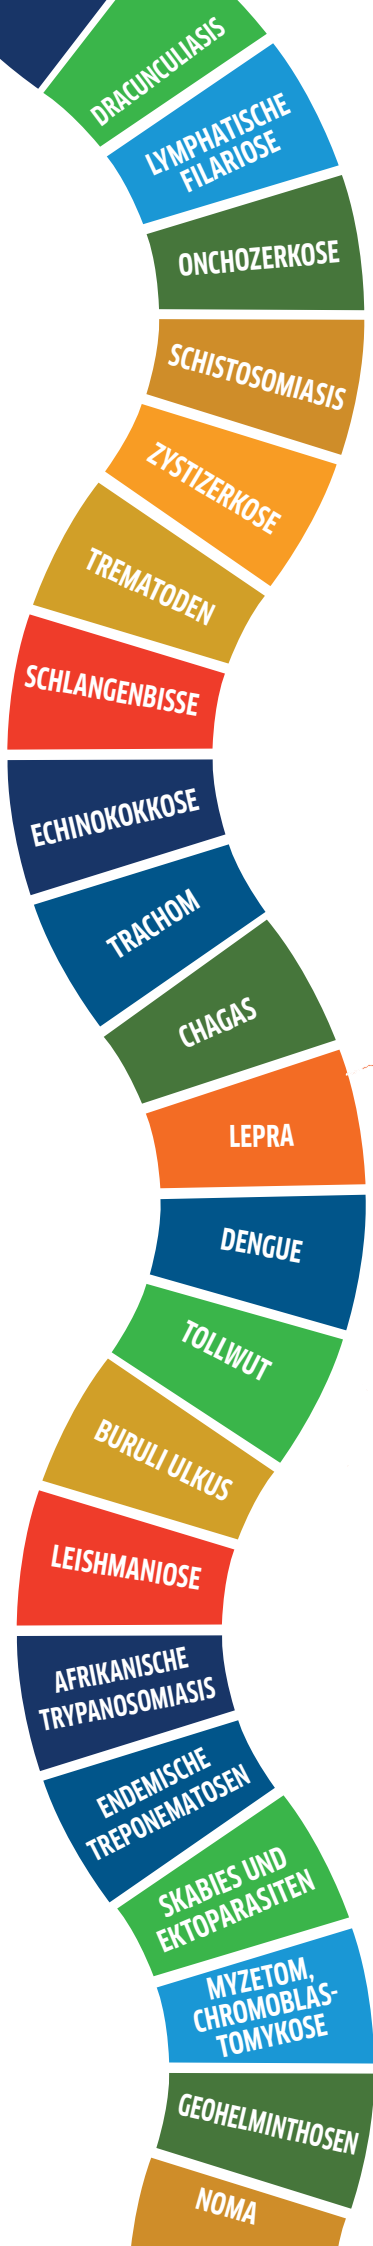 DRACUNCULIASIS
LYMPHATISCHE
FILARIOSE
ONCHOZERKOSE
SCHISTOSOMIASIS
ZYSTIZERKOSE
TREMATODEN
SCHLANGENBISSE
ECHINOKOKKOSE
TRACHOM
CHAGAS
LEPRA
DENGUE
TOLLWUT
BURULI ULKUS
LEISHMANIOSE
AFRIKANISCHE
TRYPANOSOMIASIS
ENDEMISCHE
TREPONEMATOSEN
SKABIES UND
EKTOPARASITEN
MYZETOM,
CHROMOBLAS-
TOMYKOSE
GEOHELMINTHOSEN
NOMA